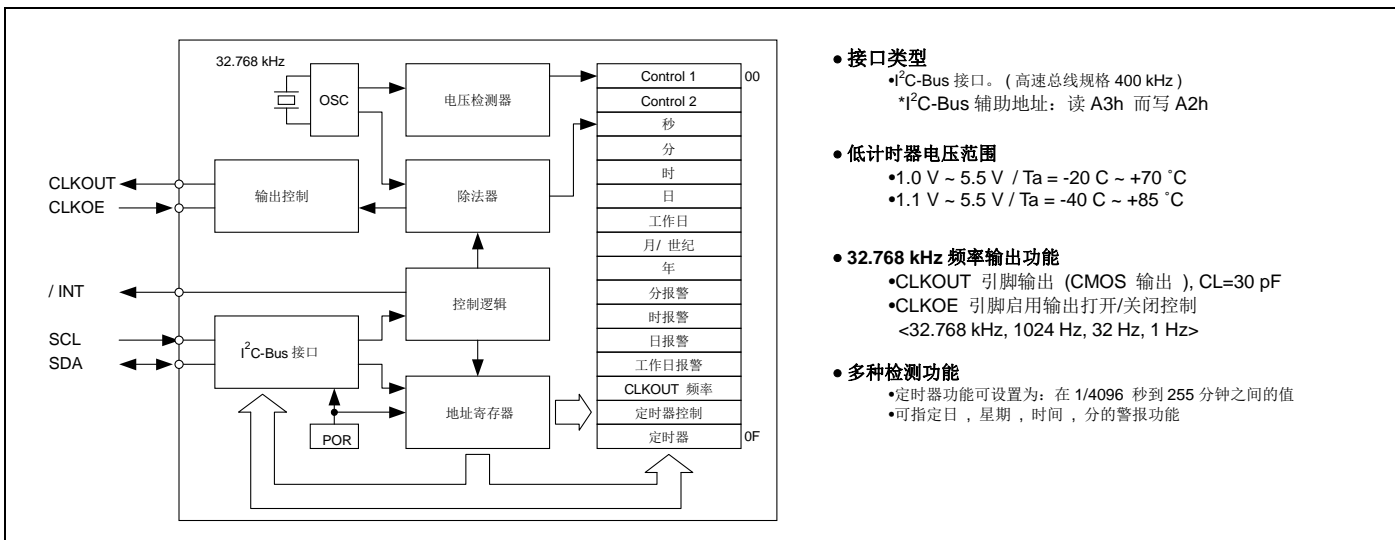 32.768 kHz
OSC
电压检测器
CLKOUT
CLKOE
输出控制
除法器
/ INT
控制逻辑
SCL
SDA
I²C-Bus 接口
地址寄存器
POR
Control 1
00
Control 2
秒
分
时
日
工作日
月/ 世纪
年
分报警
时报警
日报警
工作日报警
CLKOUT 频率
定时器控制
定时器
0F
● 接口类型
•I²C-Bus 接口。 ( 高速总线规格 400 kHz )
*I²C-Bus 辅助地址：读 A3h 而写 A2h
● 低计时器电压范围
•1.0 V ~ 5.5 V / Ta = -20 C ~ +70 ˚C
•1.1 V ~ 5.5 V / Ta = -40 C ~ +85 ˚C
● 32.768 kHz 频率输出功能
•CLKOUT 引脚输出 (CMOS 输出 ), CL=30 pF
•CLKOE 引脚启用输出打开/关闭控制
<32.768 kHz, 1024 Hz, 32 Hz, 1 Hz>
● 多种检测功能
•定时器功能可设置为：在 1/4096 秒到 255 分钟之间的值
•可指定日 , 星期 , 时间 , 分的警报功能